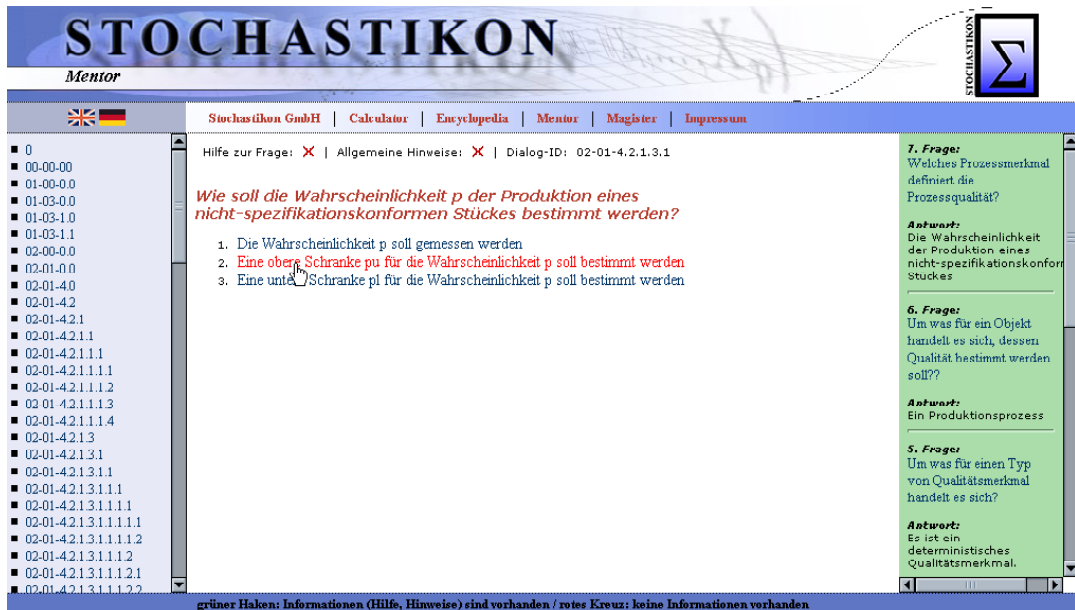 STOCHASTIKON
Mentor
STOCHASTIKON
Σ
Stochastikon GmbH | Calculator | Encyclopedia | Mentor | Magister | Impressum
0
00-00-00
01-00-0.0
01-03-0.0
01-03-1.0
01-03-1.1
02-00-0.0
02-01-0.0
02-01-4.0
02-01-4.2
02-01-4.2.1
02-01-4.2.1.1
02-01-4.2.1.1.1
02-01-4.2.1.1.1.1
02-01-4.2.1.1.1.2
02-01-4.2.1.1.1.3
02-01-4.2.1.1.1.4
02-01-4.2.1.3
02-01-4.2.1.3.1
02-01-4.2.1.3.1.1
02-01-4.2.1.3.1.1.1
02-01-4.2.1.3.1.1.1.1
02-01-4.2.1.3.1.1.1.1.1
02-01-4.2.1.3.1.1.1.1.2
02-01-4.2.1.3.1.1.1.2
02-01-4.2.1.3.1.1.1.2.1
02-01-4.2.1.3.1.1.1.2.2
Hilfe zur Frage: X | Allgemeine Hinweise: X | Dialog-ID: 02-01-4.2.1.3.1
Wie soll die Wahrscheinlichkeit p der Produktion eines
nicht-spezifikationskonformen Stückes bestimmt werden?
1. Die Wahrscheinlichkeit p soll gemessen werden
2. Eine obere Schranke pu für die Wahrscheinlichkeit p soll bestimmt werden
3. Eine unte Schranke pl für die Wahrscheinlichkeit p soll bestimmt werden
7. Frage:
Welches Prozessmerkmal
definiert die
Prozessqualität?
Antwort:
Die Wahrscheinlichkeit
der Produktion eines
nicht-spezifikationskonfor
Stückes
6. Frage:
Um was für ein Objekt
handelt es sich, dessen
Qualität bestimmt werden
soll??
Antwort:
Ein Produktionsprozess
5. Frage:
Um was für einen Typ
von Qualitätsmerkmal
handelt es sich?
Antwort:
Es ist ein
deterministisches
Qualitätsmerkmal.
grüner Haken: Informationen (Hilfe, Hinweise) sind vorhanden / rotes Kreuz: keine Informationen vorhanden